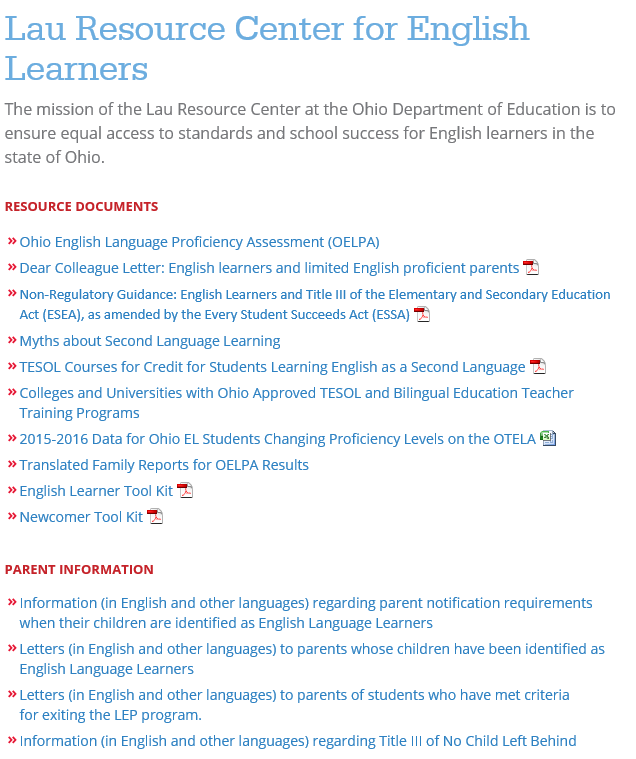 Lau Resource Center for English
Learners
The mission of the Lau Resource Center at the Ohio Department of Education is to
ensure equal access to standards and school success for English learners in the
state of Ohio.
RESOURCE DOCUMENTS
» Ohio English Language Proficiency Assessment (OELPA)
» Dear Colleague Letter: English learners and limited English proficient parents
» Non-Regulatory Guidance: English Learners and Title III of the Elementary and Secondary Education
Act (ESEA), as amended by the Every Student Succeeds Act (ESSA)
» Myths about Second Language Learning
» TESOL Courses for Credit for Students Learning English as a Second Language
» Colleges and Universities with Ohio Approved TESOL and Bilingual Education Teacher
Training Programs
» 2015-2016 Data for Ohio EL Students Changing Proficiency Levels on the OTELA
» Translated Family Reports for OELPA Results
» English Learner Tool Kit
» Newcomer Tool Kit
PARENT INFORMATION
» Information (in English and other languages) regarding parent notification requirements
when their children are identified as English Language Learners
» Letters (in English and other languages) to parents whose children have been identified as
English Language Learners
» Letters (in English and other languages) to parents of students who have met criteria
for exiting the LEP program.
» Information (in English and other languages) regarding Title III of No Child Left Behind